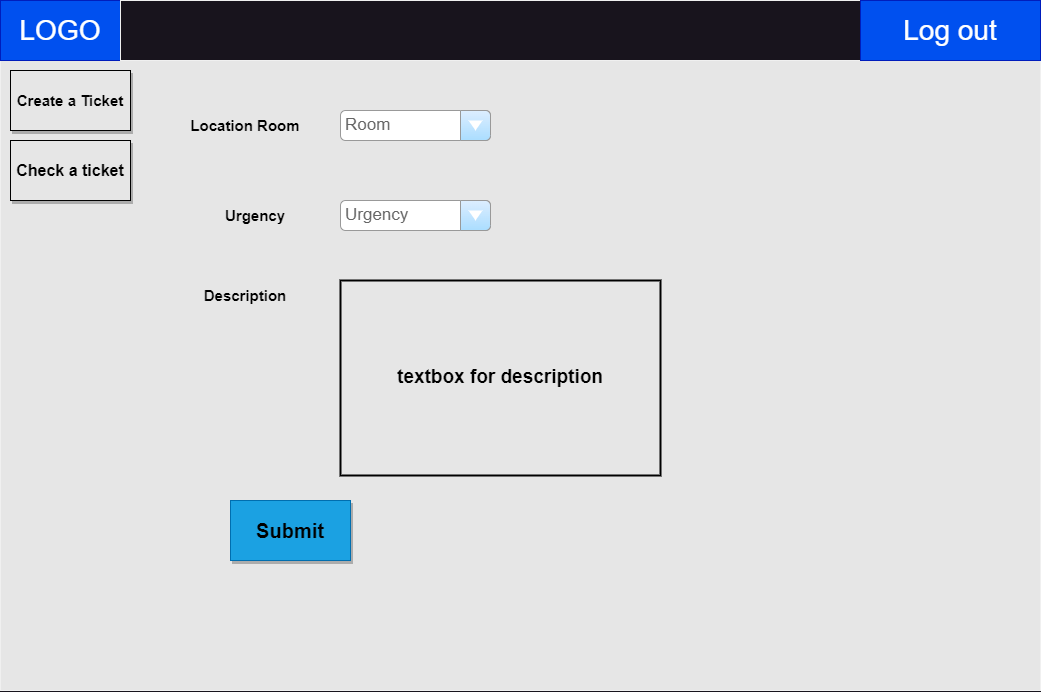 LOGO
Log out
Create a Ticket
Check a ticket
Location Room
Room
Urgency
Urgency
Description
textbox for description
Submit